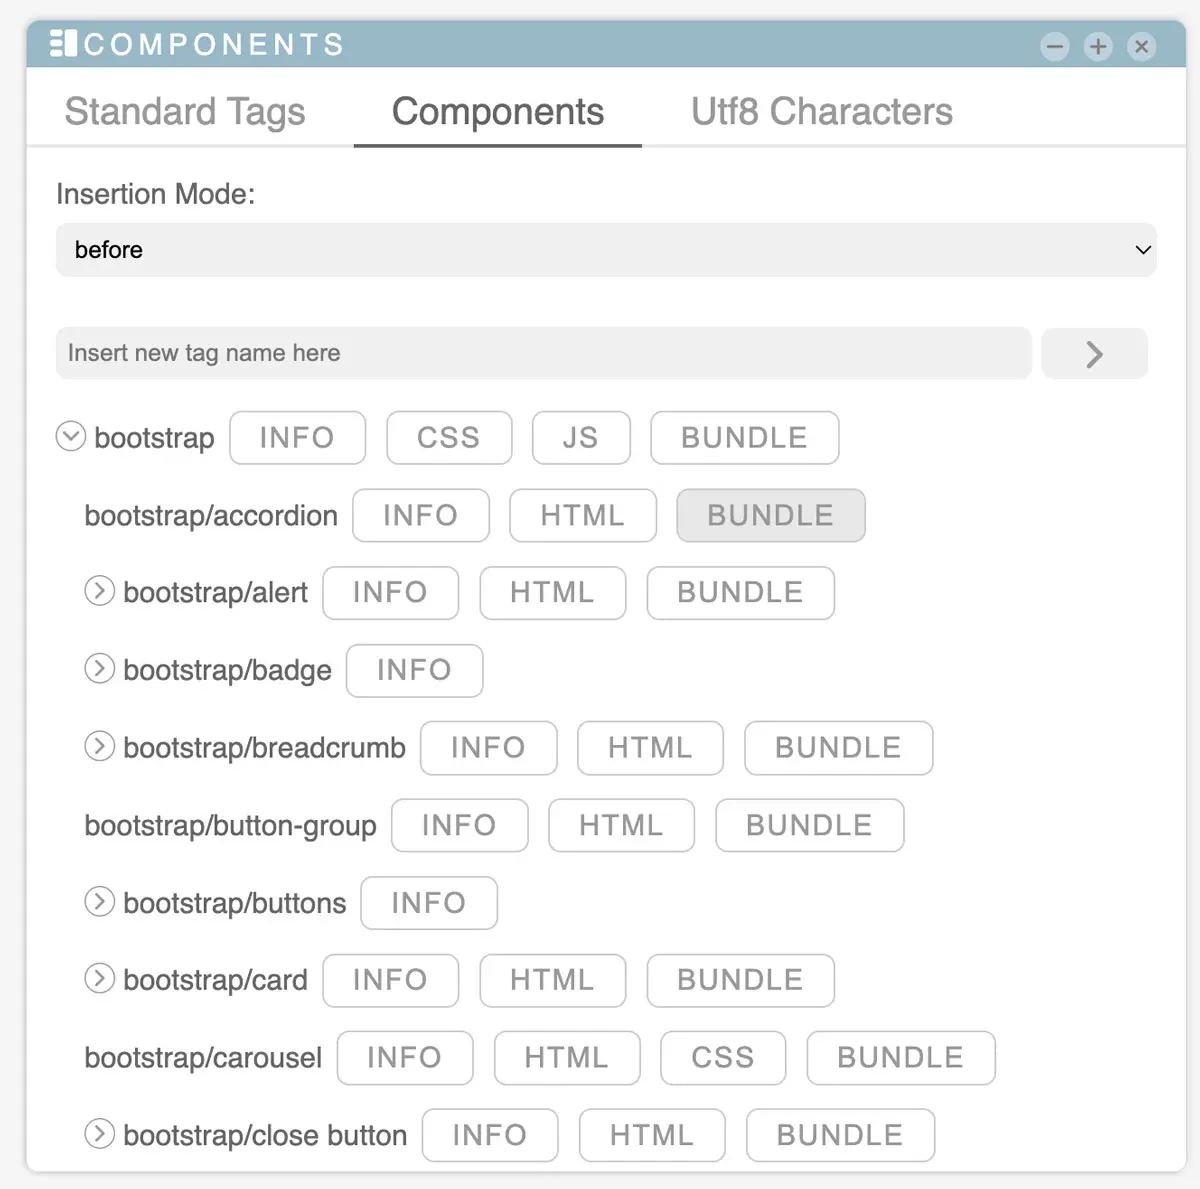 COMPONENTS
Standard Tags Components Utf8 Characters
Insertion Mode:
before
Insert new tag name here
bootstrap INFO CSS JS BUNDLE
bootstrap/accordion INFO HTML BUNDLE
bootstrap/alert INFO HTML BUNDLE
bootstrap/badge INFO
bootstrap/breadcrumb INFO HTML BUNDLE
bootstrap/button-group INFO HTML BUNDLE
bootstrap/buttons INFO
bootstrap/card INFO HTML BUNDLE
bootstrap/carousel INFO HTML CSS BUNDLE
bootstrap/close button INFO HTML BUNDLE